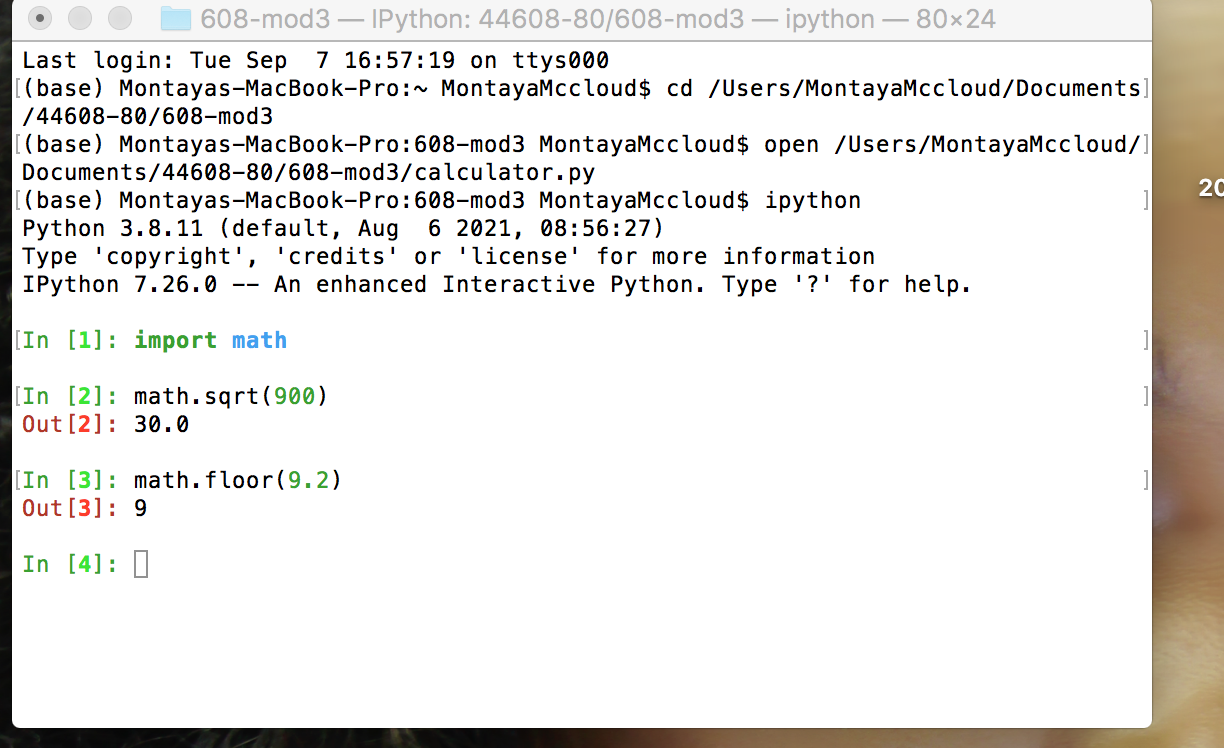 608-mod3 — IPython: 44608-80/608-mod3 — ipython — 80×24
Last login: Tue Sep  7 16:57:19 on ttys000
[(base) Montayas-MacBook-Pro:~ MontayaMccloud$ cd /Users/MontayaMccloud/Documents]
/44608-80/608-mod3
[(base) Montayas-MacBook-Pro:608-mod3 MontayaMccloud$ open /Users/MontayaMccloud/]
Documents/44608-80/608-mod3/calculator.py
[(base) Montayas-MacBook-Pro:608-mod3 MontayaMccloud$ ipython ]
Python 3.8.11 (default, Aug  6 2021, 08:56:27)
Type 'copyright', 'credits' or 'license' for more information
IPython 7.26.0 -- An enhanced Interactive Python. Type '?' for help.
[In [1]: import math ]
[In [2]: math.sqrt(900) ]
Out[2]: 30.0
[In [3]: math.floor(9.2) ]
Out[3]: 9
In [4]: